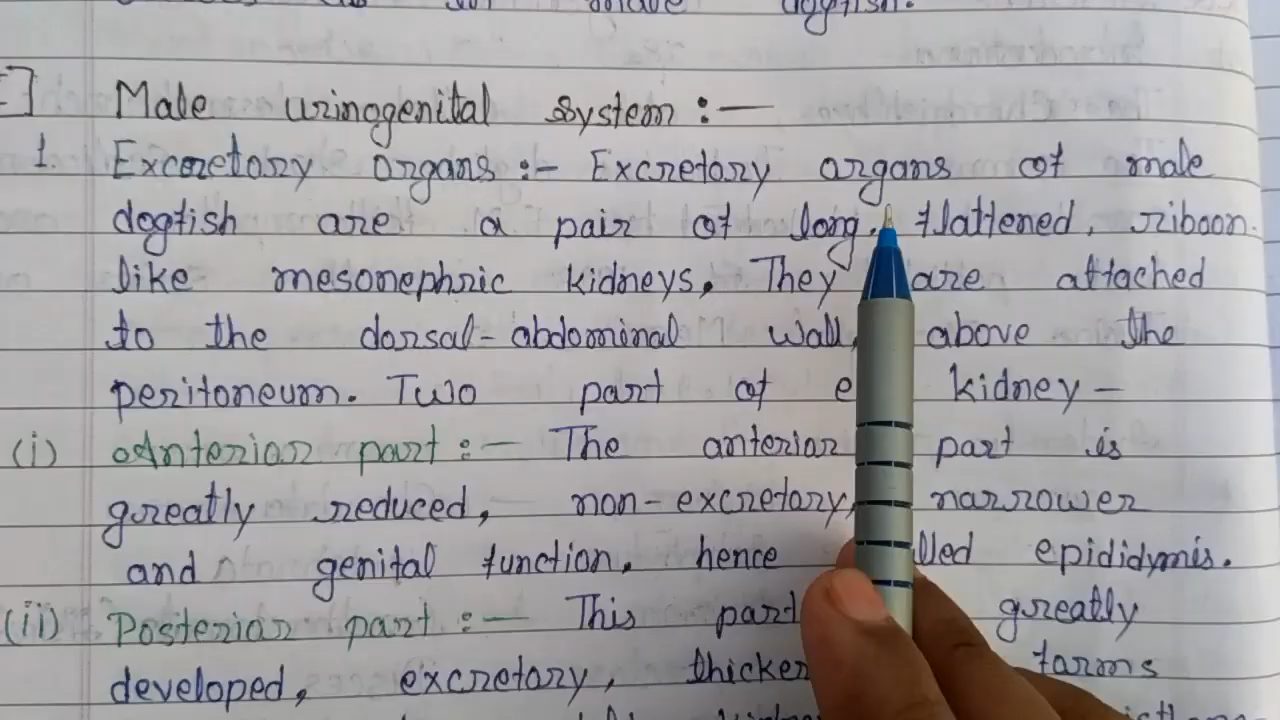 dogfish.
E] Male urinogenital system :—
1. Excretory organs :- Excretory organs of male
dogfish are a pair of long, flattened, riboon
like mesonephric kidneys. They are attached
to the dorsal-abdominal wall, above the
peritoneum. Two part of kidney -
(i) Anterior part :- The anterior part is
greatly reduced, non-excretory, narrower
and genital function, hence epididymis.
(ii) Posterior part :- This part greatly
developed, excretory, thicker forms